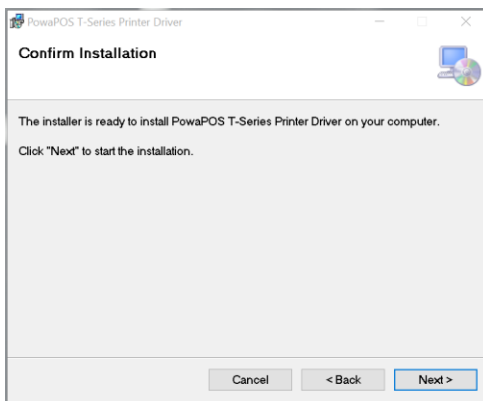 PowaPOS T-Series Printer Driver
Confirm Installation
The installer is ready to install PowaPOS T-Series Printer Driver on your computer.
Click "Next" to start the installation.
Cancel
< Back
Next >